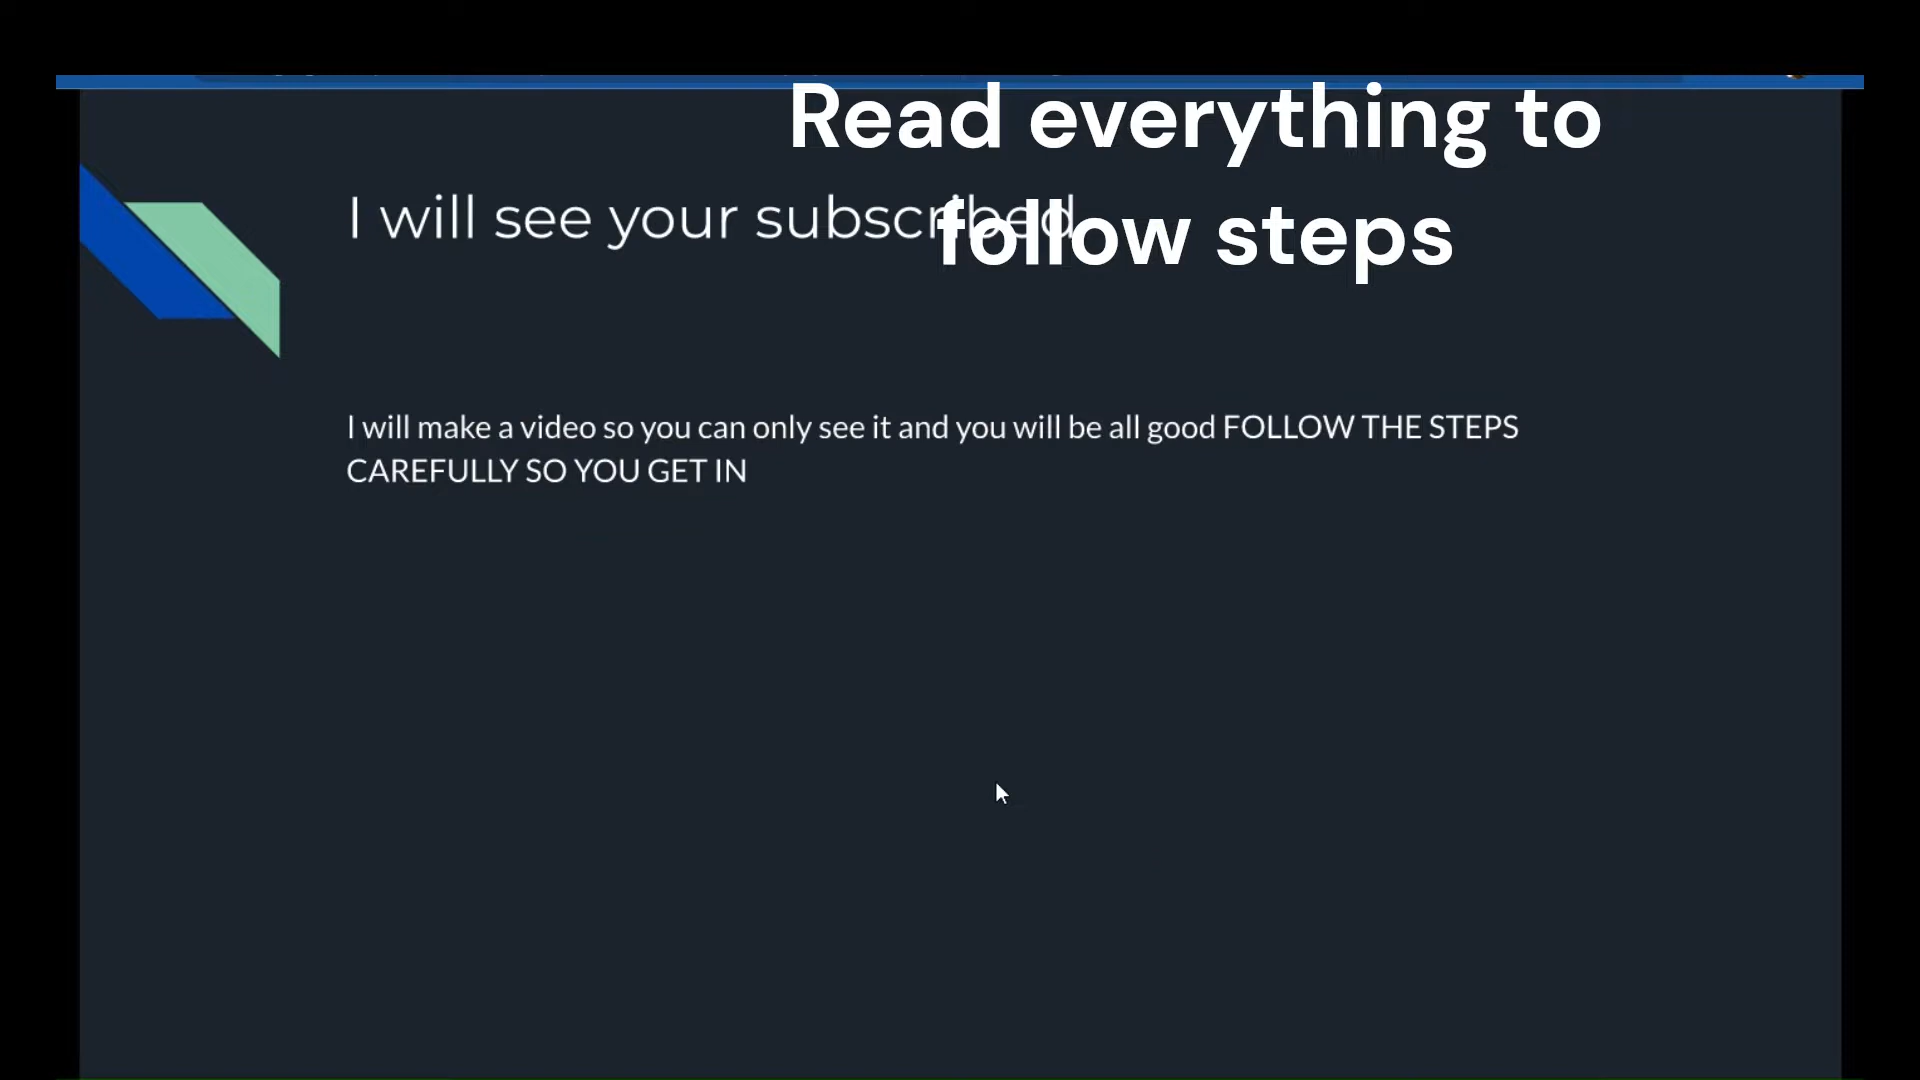 Read everything to
follow steps
I will see your subscribed
I will make a video so you can only see it and you will be all good FOLLOW THE STEPS
CAREFULLY SO YOU GET IN